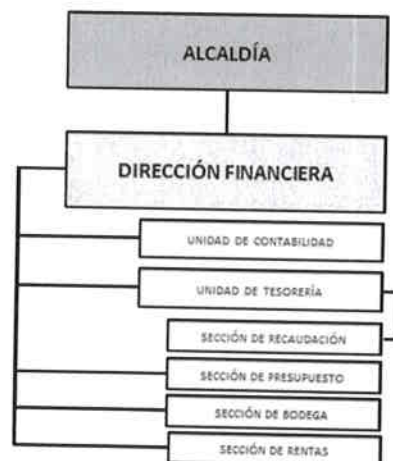 ALCALDÍA
DIRECCIÓN FINANCIERA
UNIDAD DE CONTABILIDAD
UNIDAD DE TESORERÍA
SECCIÓN DE RECAUDACIÓN
SECCIÓN DE PRESUPUESTO
SECCIÓN DE BODEGA
SECCIÓN DE RENTAS